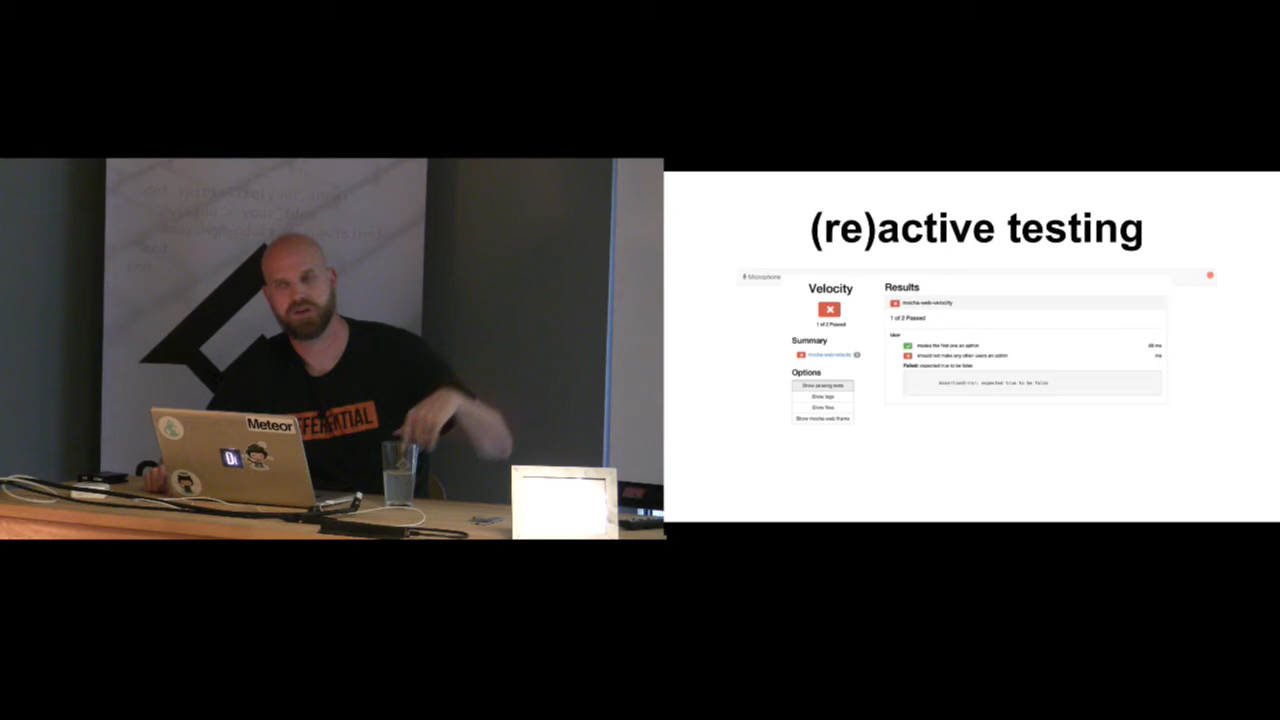 Meteor
FFERENTIAL
(re)active testing
Microphone
Velocity
1 of 2 Passed
Summary
mocha-web-velocity
Options
Show passing tests
Show logs
Show files
Show mocha-web iframe
Results
mocha-web-velocity
1 of 2 Passed
User
makes the first one an admin
should not make any other users an admin
ms
Failed: expected true to be false
AssertionError: expected true to be false